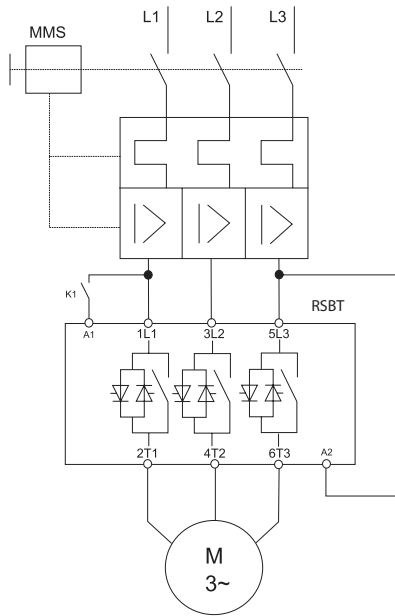 L1 L2 L3
MMS
K1
RSBT
A1 1L1 3L2 5L3
2T1 4T2 6T3 A2
M
3~